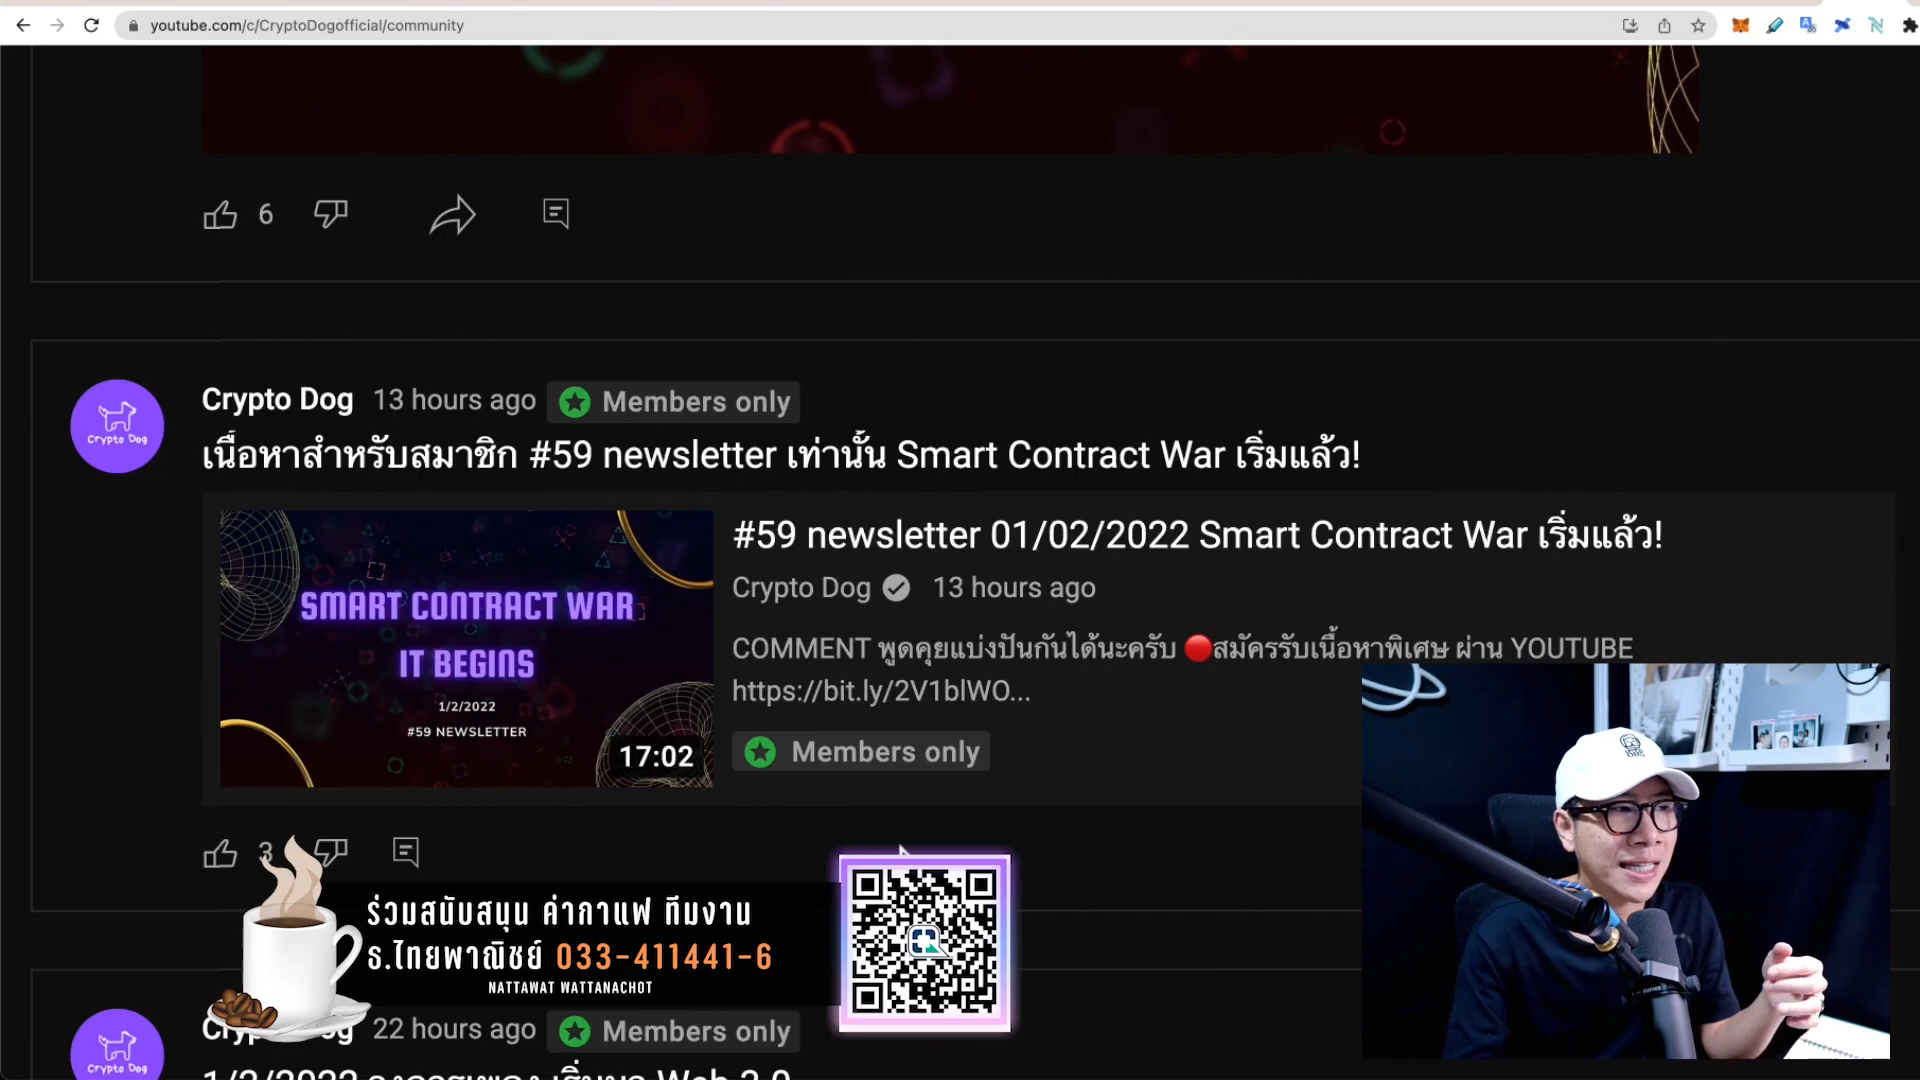 youtube.com/c/CryptoDogofficial/community
6
Crypto Dog 13 hours ago Members only
Crypto Dog
เนื้อหาสำหรับสมาชิก #59 newsletter เท่านั้น Smart Contract War เริ่มแล้ว!
#59 newsletter 01/02/2022 Smart Contract War เริ่มแล้ว!
Crypto Dog 13 hours ago
SMART CONTRACT WAR
IT BEGINS
1/2/2022
#59 NEWSLETTER
17:02
COMMENT พูดคุยแบ่งปันกันได้นะครับ 🔴สมัครรับเนื้อหาพิเศษ ผ่าน YOUTUBE
https://bit.ly/2V1blWO...
Members only
3
ร่วมสนับสนุน ค่ากาแฟ ทีมงาน
ธ.ไทยพาณิชย์ 033-411441-6
NATTAWAT WATTANACHOT
22 hours ago Members only
Crypto Dog